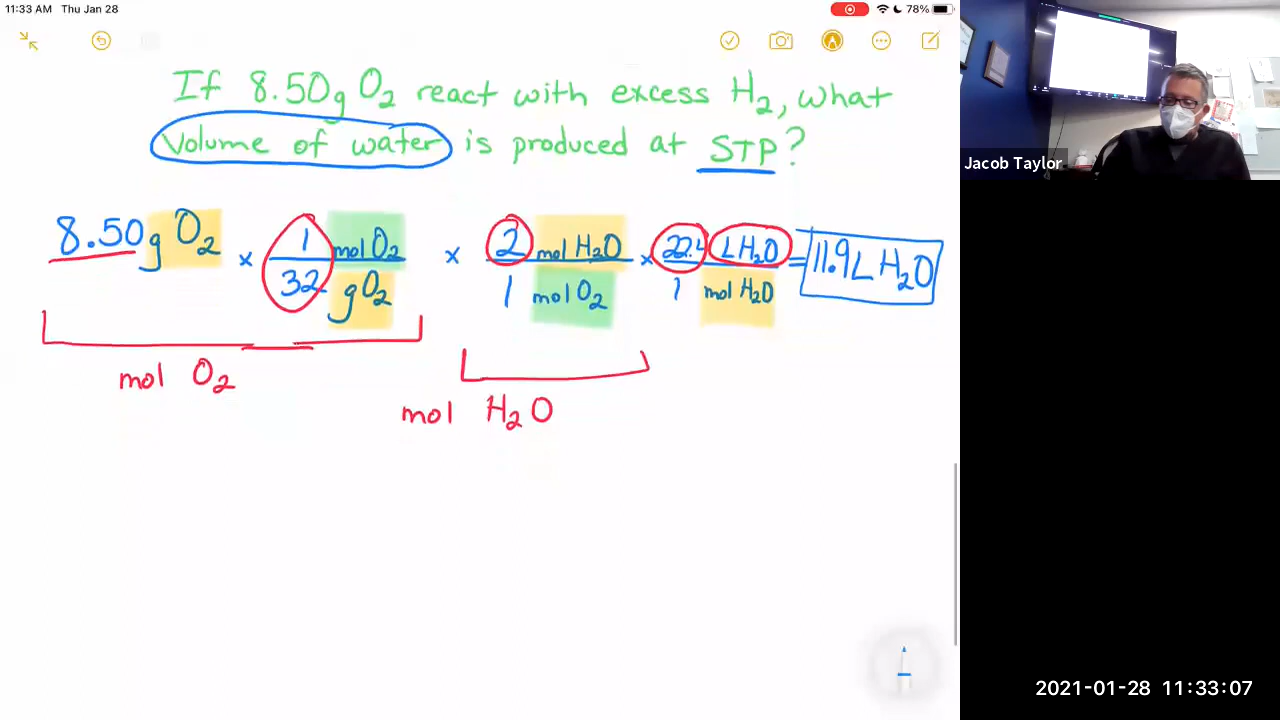 11:33 AM Thu Jan 28
78%
If 8.50g O₂ react with excess H₂, what
volume of water is produced at STP?
8.50 g O₂ × 1 mol O₂ × 2 mol H₂O × 22.4 L H₂O = 11.9 L H₂O
32 g O₂ 1 mol O₂ 1 mol H₂O
mol O₂
mol H₂O
Jacob Taylor
2021-01-28 11:33:07